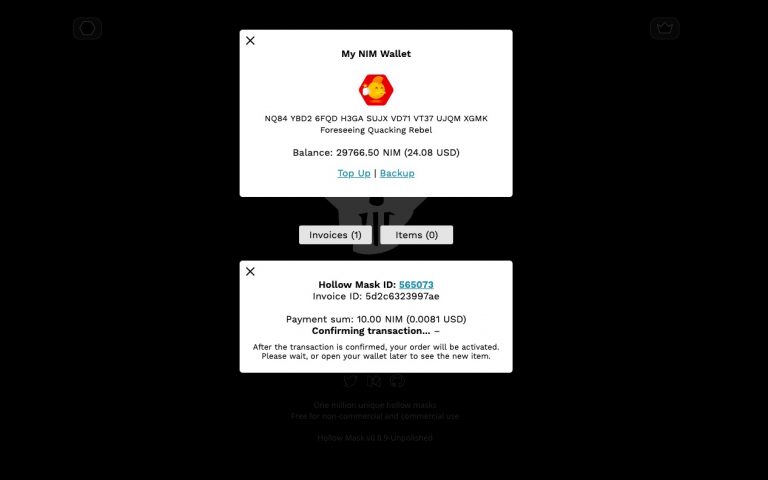 My NIM Wallet
NQ84 YBD2 6FQD H3GA SUJX VD71 VT37 UJQM XGMK
Foreseeing Quacking Rebel
Balance: 29766.50 NIM (24.08 USD)
Top Up | Backup
Invoices (1) Items (0)
Hollow Mask ID: 565073
Invoice ID: 5d2c6323997ae
Payment sum: 10.00 NIM (0.0081 USD)
Confirming transaction... –
After the transaction is confirmed, your order will be activated.
Please wait, or open your wallet later to see the new item.
One million unique hollow masks
Free for non-commercial and commercial use
Hollow Mask v0.8.9-Unpolished